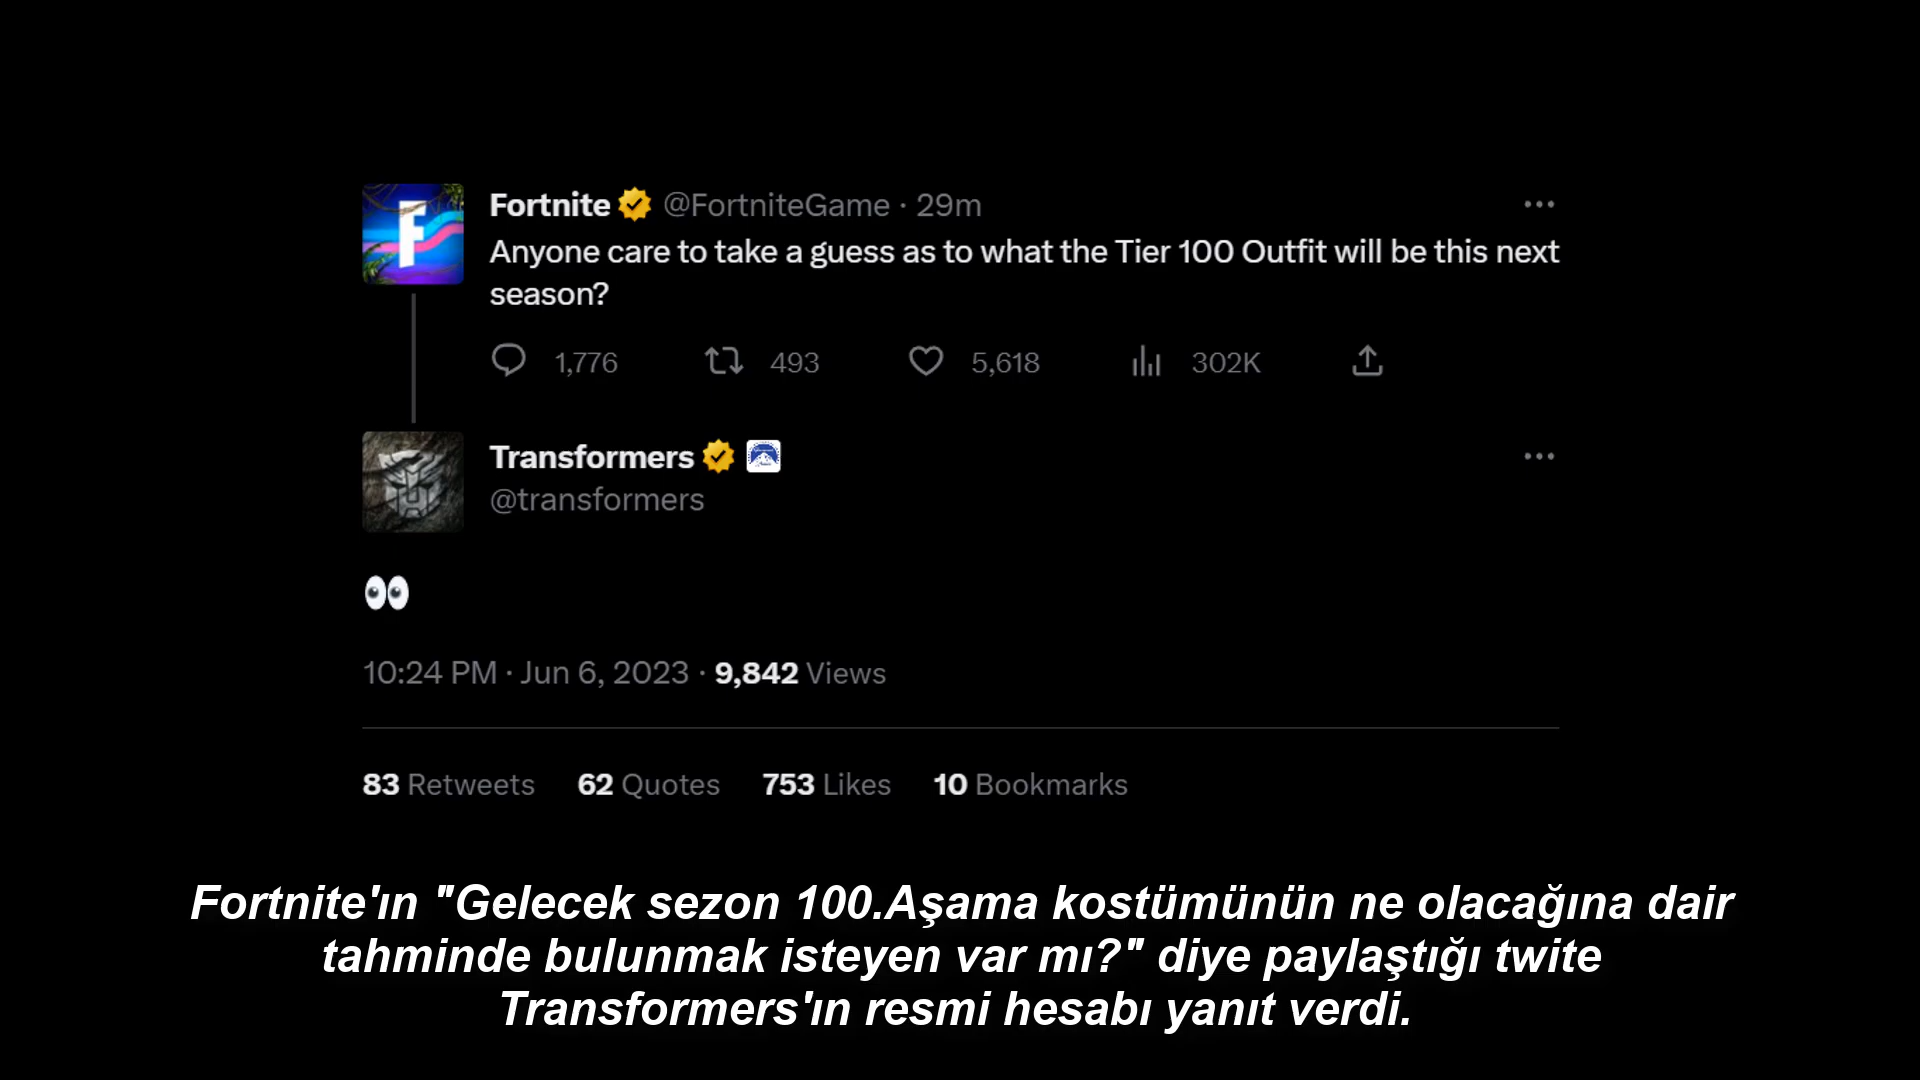 Fortnite @FortniteGame · 29m
Anyone care to take a guess as to what the Tier 100 Outfit will be this next
season?
1,776 493 5,618 302K
Transformers
@transformers
👀
10:24 PM · Jun 6, 2023 · 9,842 Views
83 Retweets 62 Quotes 753 Likes 10 Bookmarks
Fortnite'ın "Gelecek sezon 100.Aşama kostümünün ne olacağına dair
tahminde bulunmak isteyen var mı?" diye paylaştığı twite
Transformers'ın resmi hesabı yanıt verdi.